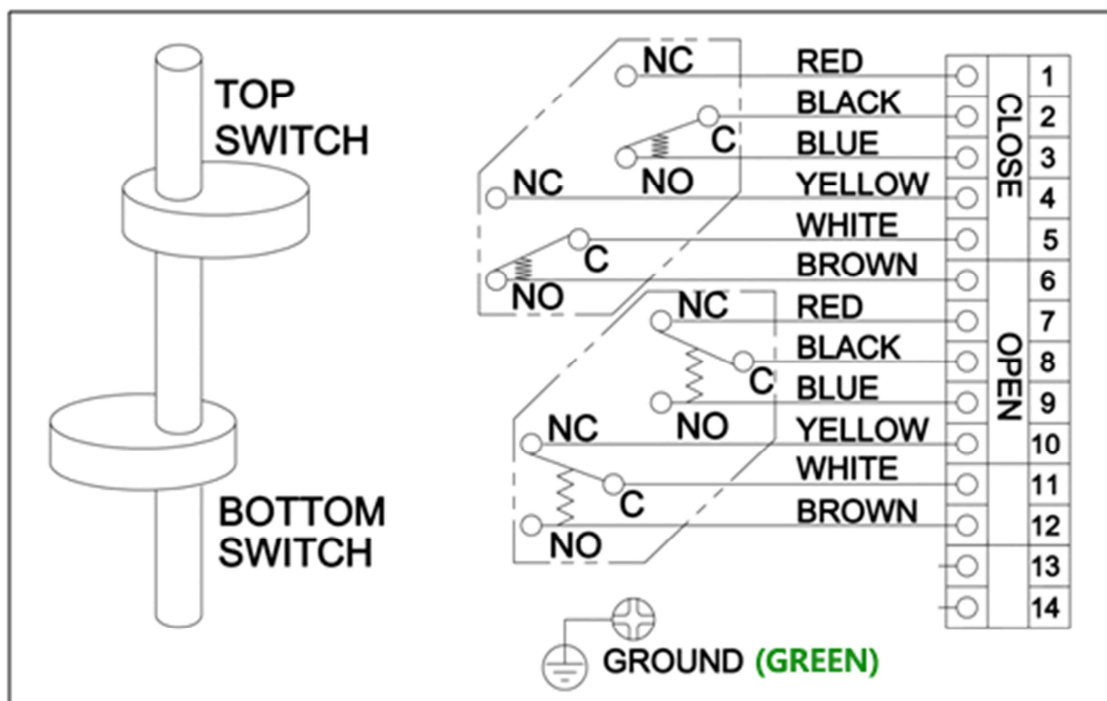 TOP
SWITCH
BOTTOM
SWITCH
NC RED 1
BLACK 2
C
BLUE 3
NO
NC YELLOW 4
WHITE 5
C
BROWN 6
NO
CLOSE
NC RED 7
BLACK 8
C
BLUE 9
NO
NC YELLOW 10
WHITE 11
C
BROWN 12
NO
OPEN
13
14
GROUND (GREEN)